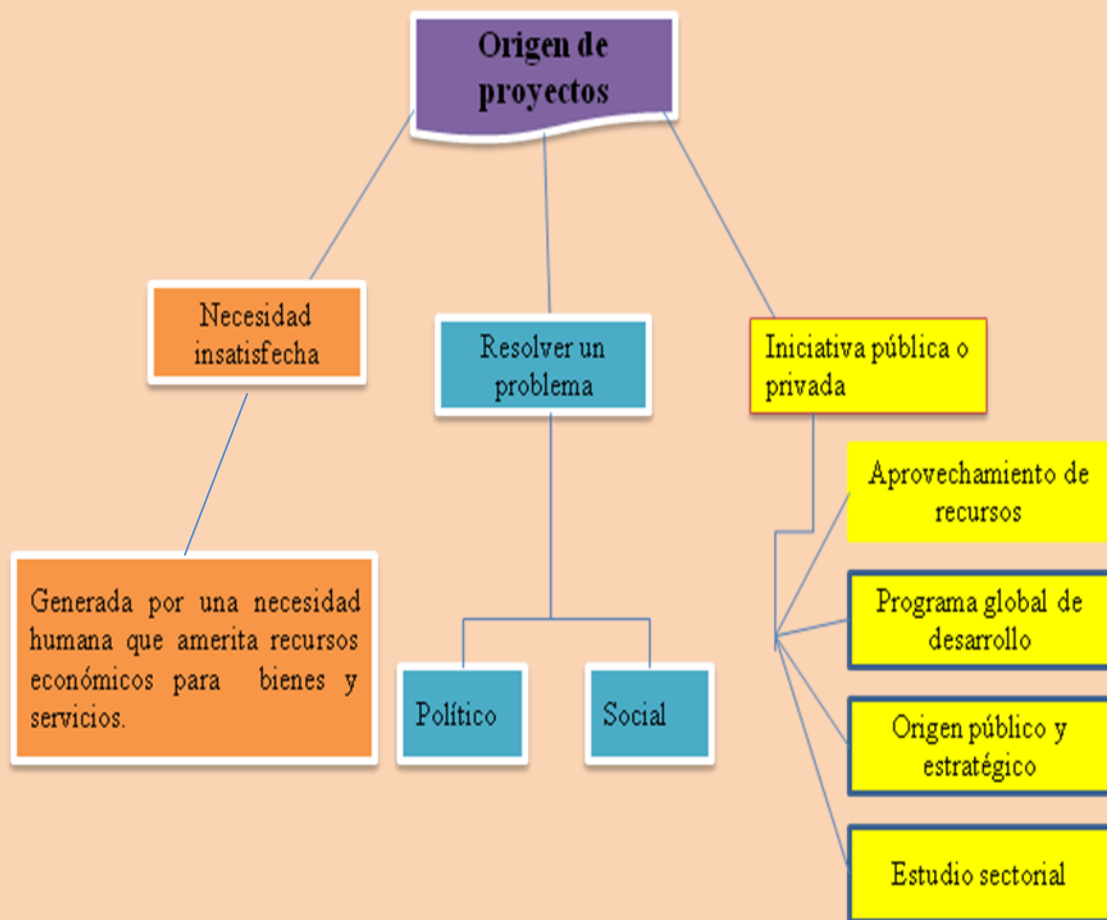 Origen de
proyectos
Necesidad
insatisfecha
Resolver un
problema
Iniciativa pública o
privada
Generada por una necesidad
humana que amerita recursos
económicos para bienes y
servicios.
Político
Social
Aprovechamiento de
recursos
Programa global de
desarrollo
Origen público y
estratégico
Estudio sectorial